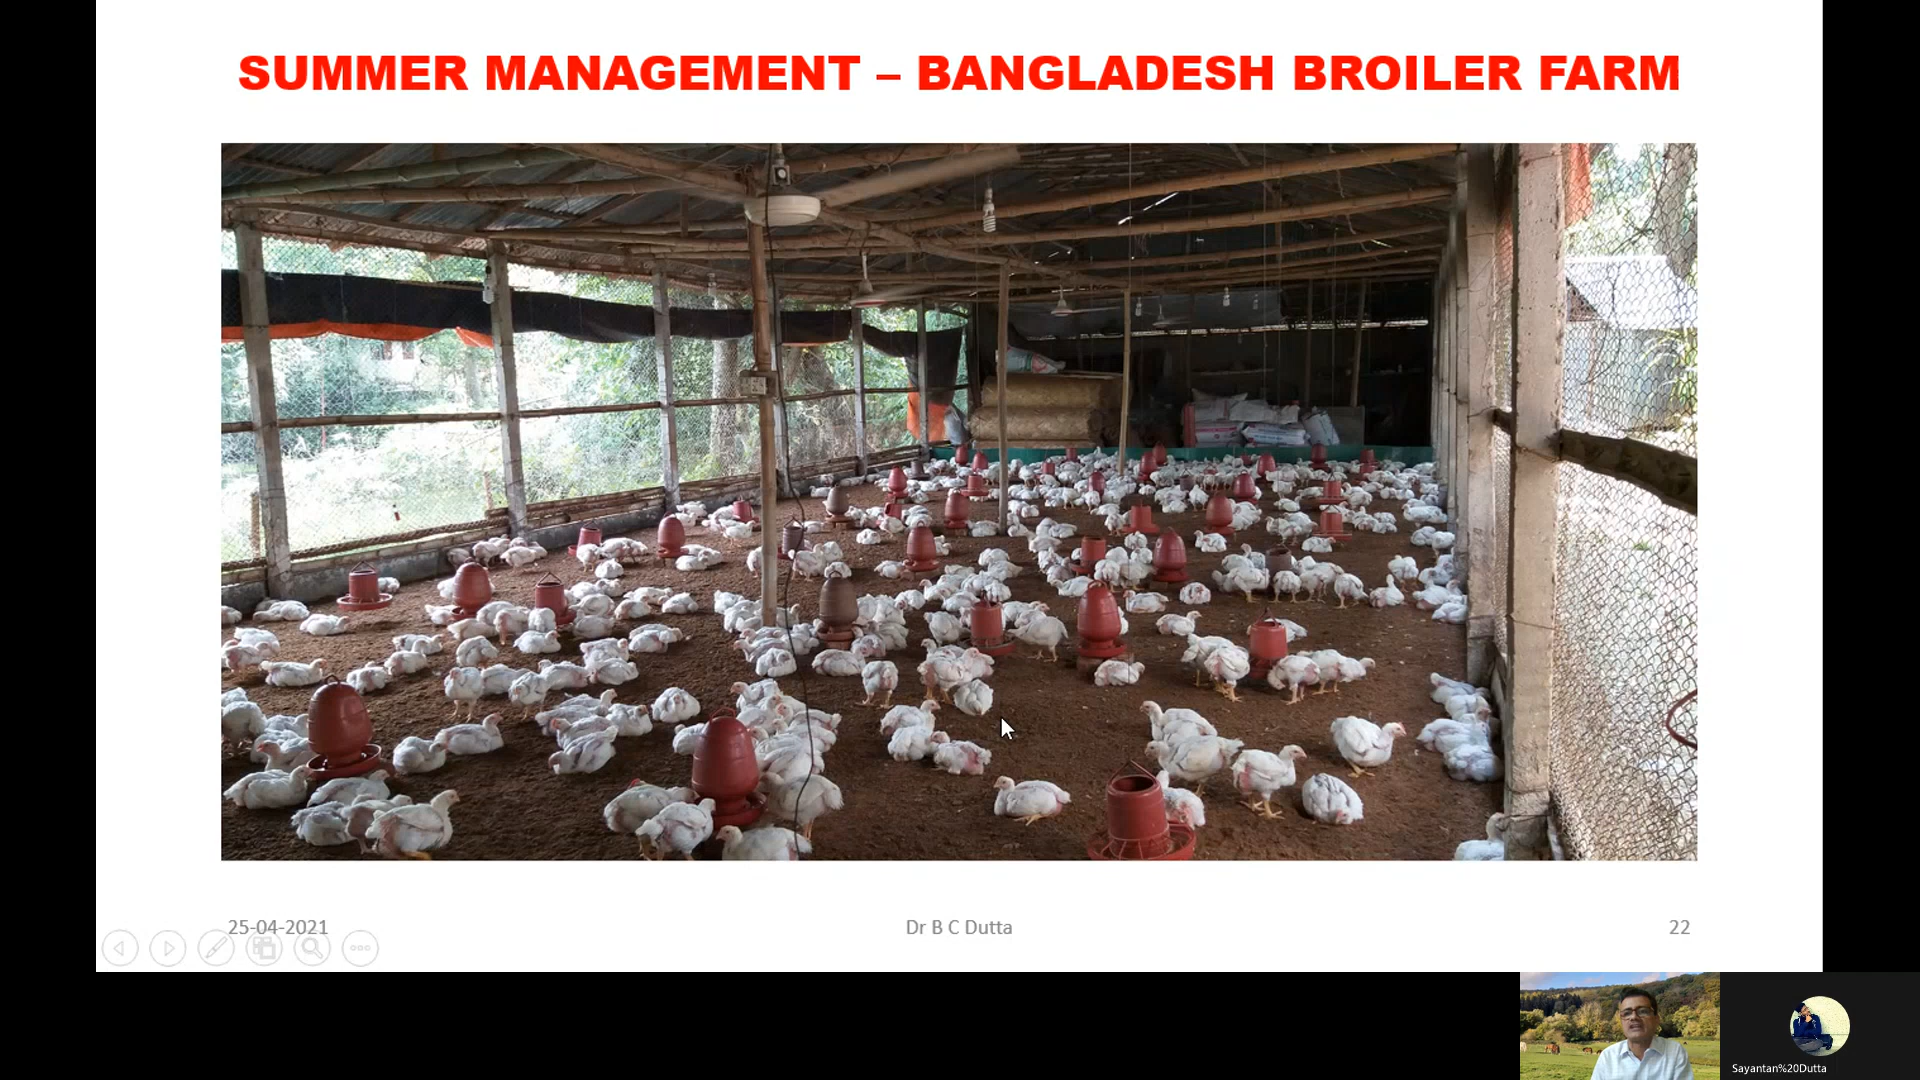 SUMMER MANAGEMENT – BANGLADESH BROILER FARM
25-04-2021
Dr B C Dutta
22
Sayantan%20Dutta